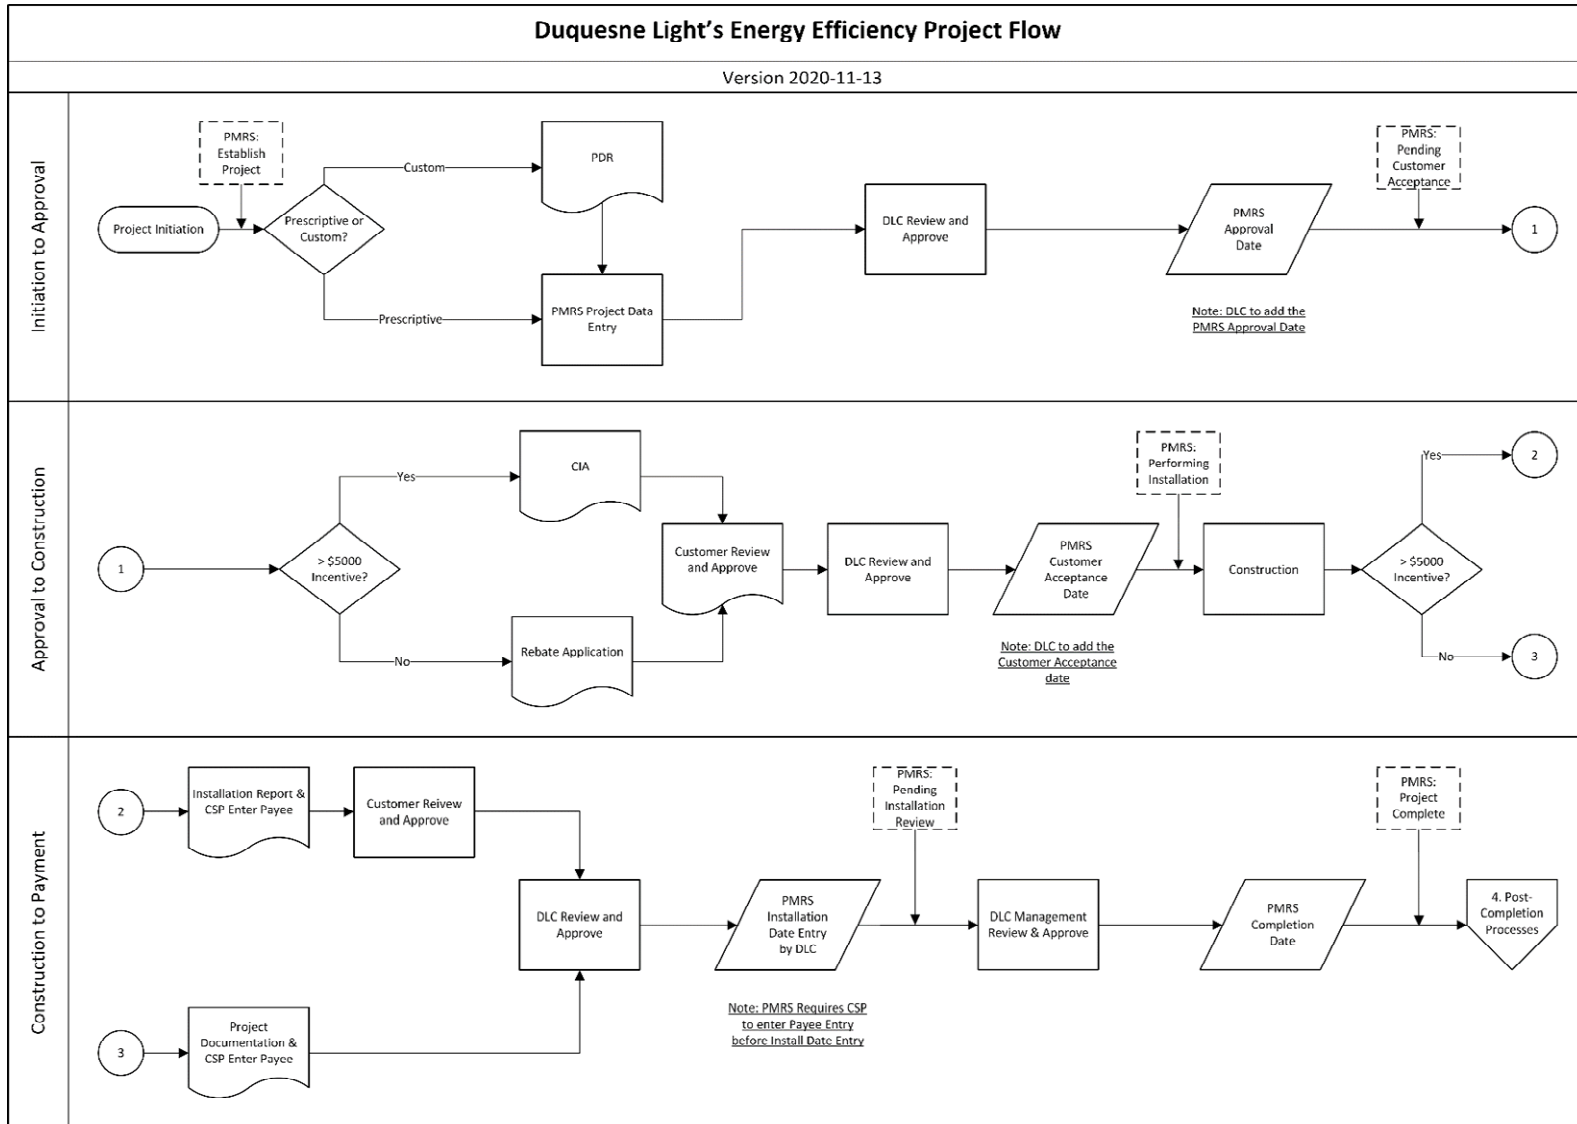 Duquesne Light's Energy Efficiency Project Flow
Version 2020-11-13
Initiation to Approval
PMRS:
Establish
Project
Project Initiation
Prescriptive or
Custom?
Custom
Prescriptive
PDR
PMRS Project Data
Entry
DLC Review and
Approve
PMRS
Approval
Date
Note: DLC to add the
PMRS Approval Date
PMRS:
Pending
Customer
Acceptance
1
Approval to Construction
1
> $5000
Incentive?
Yes
No
CIA
Rebate Application
Customer Review
and Approve
DLC Review and
Approve
PMRS
Customer
Acceptance
Date
Note: DLC to add the
Customer Acceptance
date
PMRS:
Performing
Installation
Construction
> $5000
Incentive?
Yes
No
2
3
Construction to Payment
2
Installation Report &
CSP Enter Payee
Customer Reivew
and Approve
3
Project
Documentation &
CSP Enter Payee
DLC Review and
Approve
PMRS
Installation
Date Entry
by DLC
Note: PMRS Requires CSP
to enter Payee Entry
before Install Date Entry
PMRS:
Pending
Installation
Review
DLC Management
Review & Approve
PMRS
Completion
Date
PMRS:
Project
Complete
4. Post-
Completion
Processes